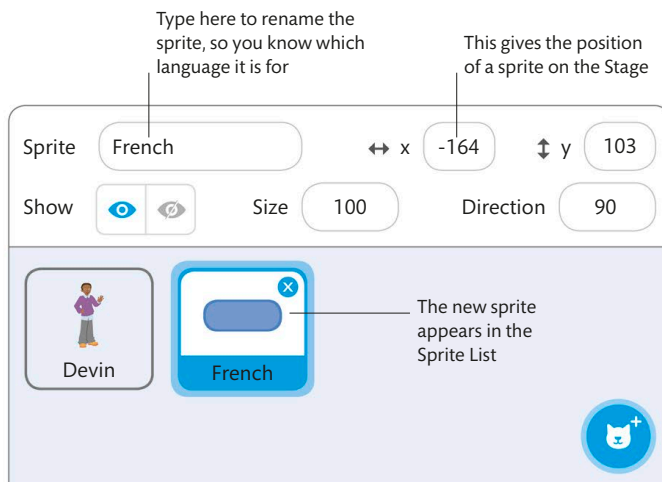 Type here to rename the
sprite, so you know which
language it is for
This gives the position
of a sprite on the Stage
Sprite French x -164 y 103
Show Size 100 Direction 90
The new sprite
appears in the
Sprite List
Devin
French